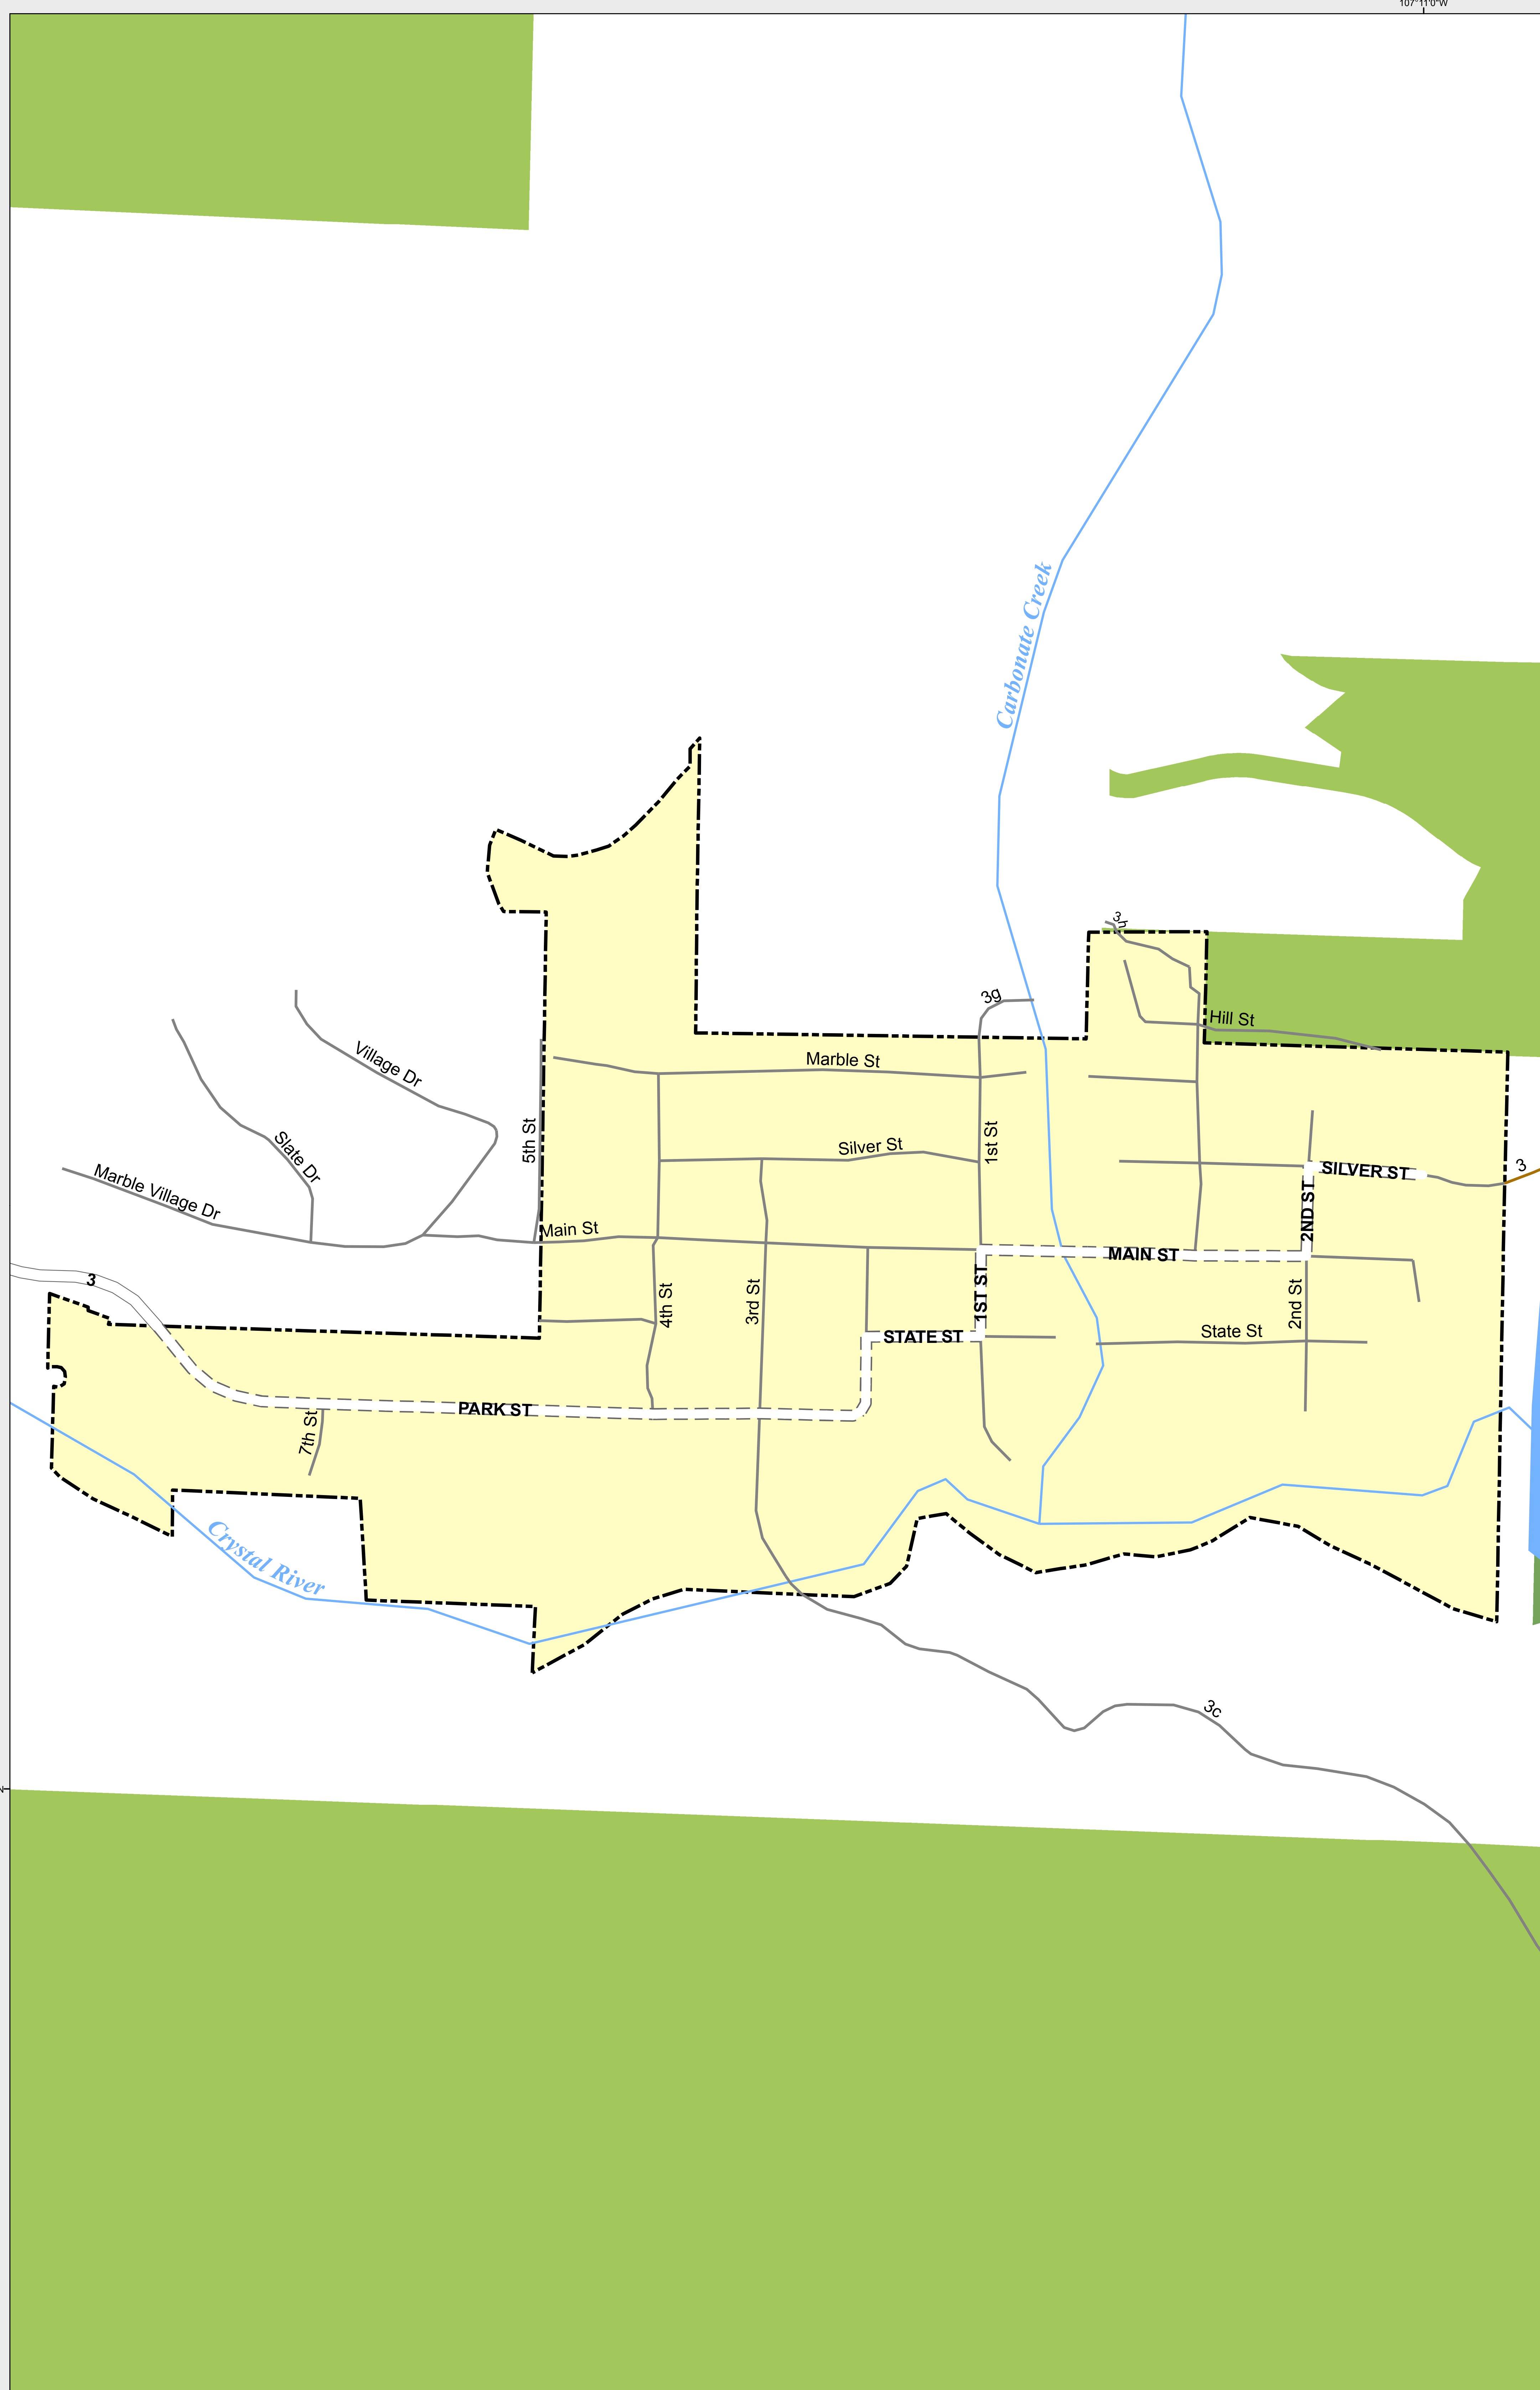 107°11'0"W
Carbonate Creek
3h
3g
Hill St
Marble St
Village Dr
5th St
1st St
Silver St
Slate Dr
Marble Village Dr
SILVER ST
3
2ND ST
Main St
MAIN ST
3
1ST ST
4th St
3rd St
2nd St
STATE ST
State St
PARK ST
7th St
Crystal River
3c